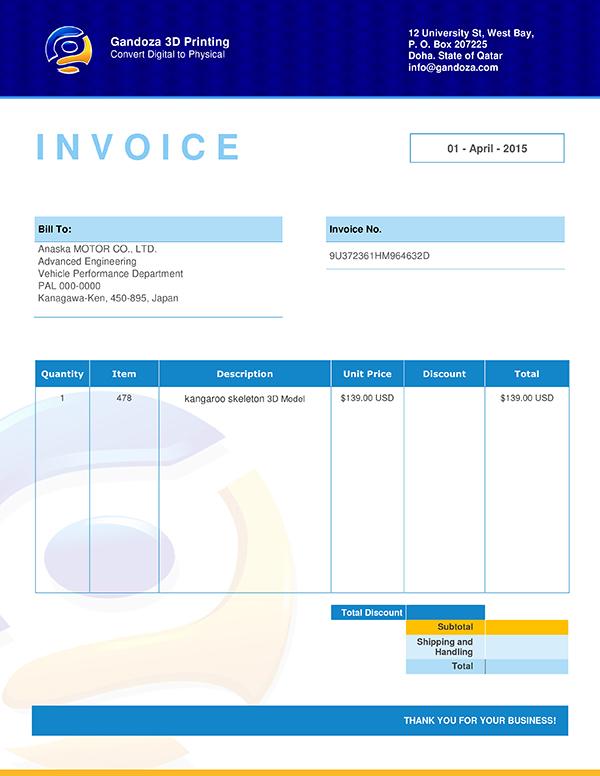 Gandoza 3D Printing
Convert Digital to Physical
12 University St, West Bay,
P. O. Box 207225
Doha. State of Qatar
info@gandoza.com
INVOICE
01 - April - 2015
Bill To:
Anaska MOTOR CO., LTD.
Advanced Engineering
Vehicle Performance Department
PAL 000-0000
Kanagawa-Ken, 450-895, Japan
Invoice No.
9U372361HM964632D
Quantity Item Description Unit Price Discount Total
1 478 kangaroo skeleton 3D Model $139.00 USD $139.00 USD
Total Discount
Subtotal
Shipping and
Handling
Total
THANK YOU FOR YOUR BUSINESS!